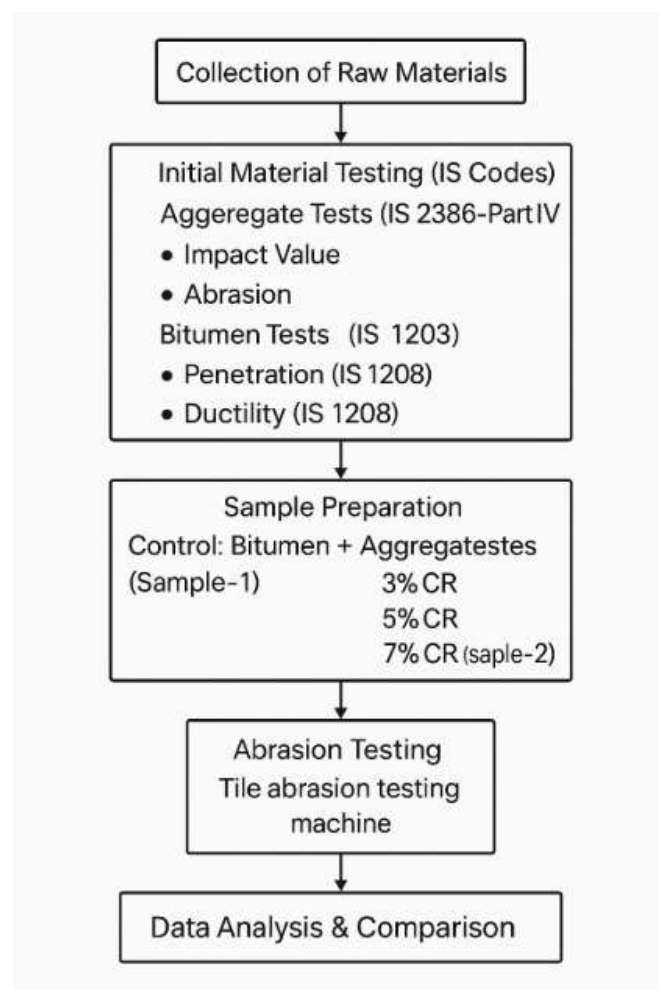 Collection of Raw Materials
Initial Material Testing (IS Codes)
Aggeregate Tests (IS 2386-Part IV
• Impact Value
• Abrasion
Bitumen Tests (IS 1203)
• Penetration (IS 1208)
• Ductility (IS 1208)
Sample Preparation
Control: Bitumen + Aggregatestes
(Sample-1) 3% CR
5% CR
7% CR (saple-2)
Abrasion Testing
Tile abrasion testing
machine
Data Analysis & Comparison